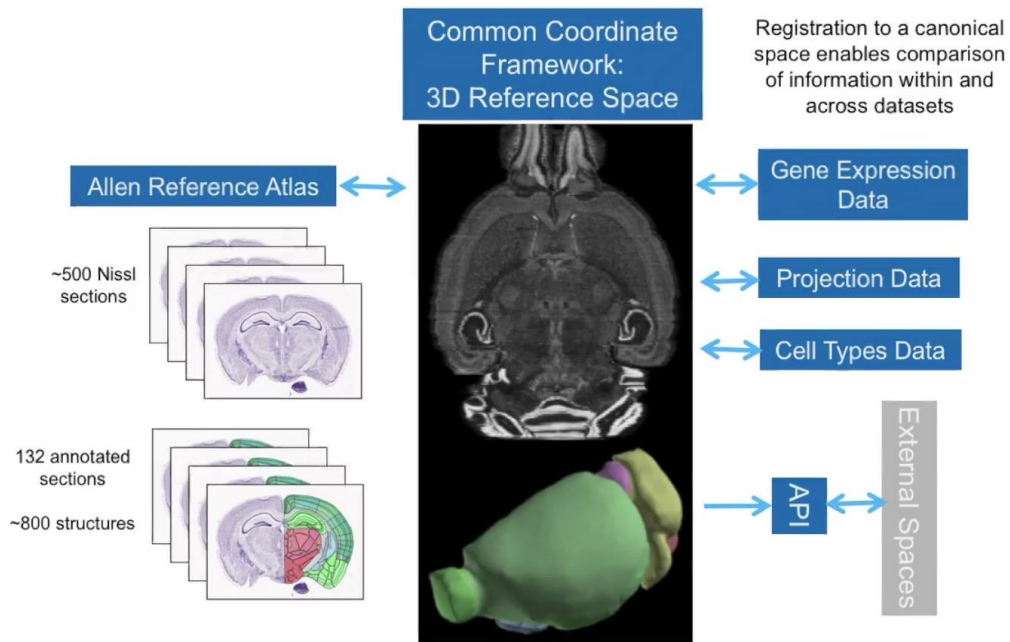 Common Coordinate
Framework:
3D Reference Space
Registration to a canonical
space enables comparison
of information within and
across datasets
Allen Reference Atlas
Gene Expression
Data
~500 Nissl
sections
Projection Data
Cell Types Data
132 annotated
sections
~800 structures
API
External Spaces